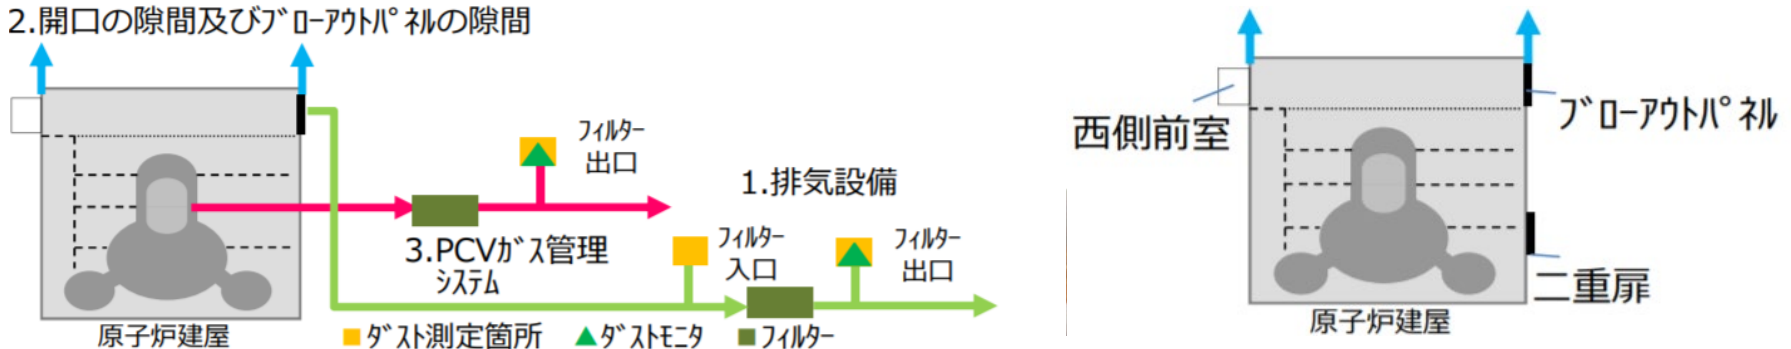 2.開口の隙間及びﾌﾞﾛｰｱｳﾄﾊﾟﾈﾙの隙間
ﾌｨﾙﾀｰ
出口
1.排気設備
3.PCVｶﾞｽ管理
ｼｽﾃﾑ
ﾌｨﾙﾀｰ
入口
ﾌｨﾙﾀｰ
出口
原子炉建屋
ﾀﾞｽﾄ測定箇所
ﾀﾞｽﾄﾓﾆﾀ
ﾌｨﾙﾀｰ
西側前室
ﾌﾞﾛｰｱｳﾄﾊﾟﾈﾙ
二重扉
原子炉建屋